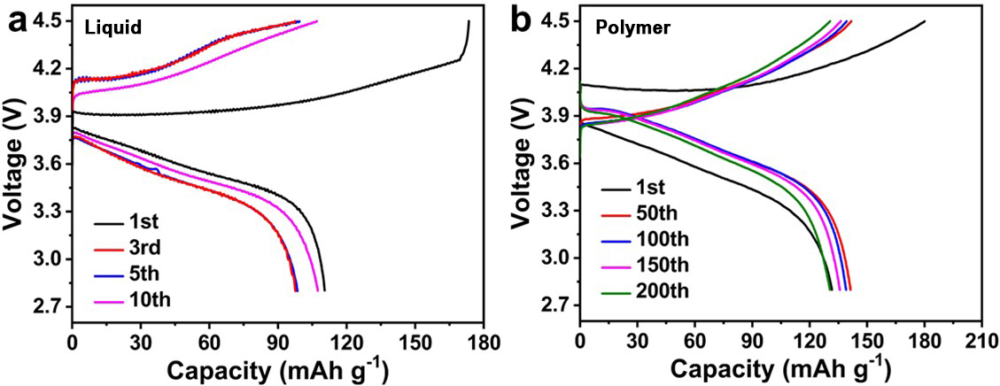 a
Liquid
Voltage (V)
4.5
4.2
3.9
3.6
3.3
3.0
2.7
1st
3rd
5th
10th
0 30 60 90 120 150 180
Capacity (mAh g⁻¹)
b
Polymer
Voltage (V)
4.5
4.2
3.9
3.6
3.3
3.0
2.7
1st
50th
100th
150th
200th
0 30 60 90 120 150 180 210
Capacity (mAh g⁻¹)